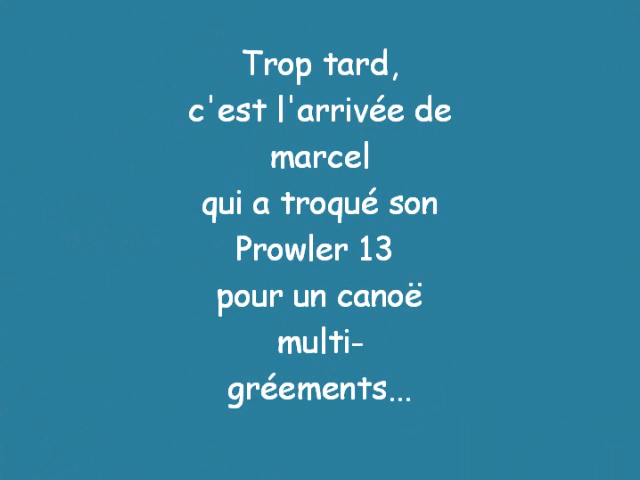 Trop tard,
c'est l'arrivée de
marcel
qui a troqué son
Prowler 13
pour un canoë
multi-
gréements...